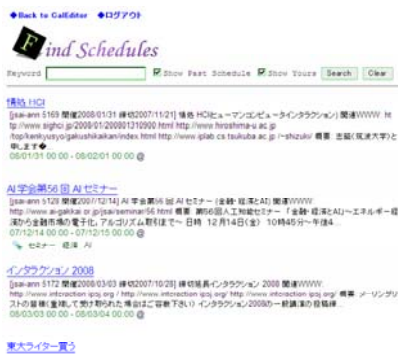 ◆Back to CalEditor ◆ログアウト
Find Schedules
Keyword Show Past Schedule Show Yours Search Clear
情処 HCI
[jsai-ann 5169 開催2008/01/31 締切2007/11/21] 情処 HCI(ヒューマンコンピュータインタラクション) 関連WWW: ht
tp://www.sighci.jp/2008/01/200801310900.html http://www.hiroshima-u.ac.jp
/top/kenkyusyo/gakushikaikan/index.html http://www.iplab.cs.tsukuba.ac.jp/~shizuki/ 概要: 志築(筑波大学)と
申します�.
08/01/31 00:00 - 08/02/01 00:00 @
AI学会第56回 AIセミナー
[jsai-ann 5128 開催2007/12/14] AI 学会第56 回 AIセミナー (金融・経済とAI) 関連WWW:
http://www.ai-gakkai.or.jp/jsai/seminar56.html 概要: 第56回人工知能セミナー 「金融・経済とAI)~エネルギー経
済から金融市場の電子化, アルゴリズム取引まで~ 日時: 12月14日(金) 10時45分~午後4...
07/12/14 00:00 - 07/12/15 00:00 @
セミナー 経済 AI
インタラクション 2008
[jsai-ann 5172 開催2008/03/03 締切2007/10/28] 締切延長インタラクション 2008 関連WWW:
http://www.interaction-ipsj.org/ http://www.interaction-ipsj.org/ http://www.interaction-ipsj.org/ 概要: メーリングリ
ストの皆様(重複して受け取られた場合はご容赦下さい) インタラクション2008の一般講演の投稿締...
08/03/03 00:00 - 08/03/04 00:00 @
東大ライター買う